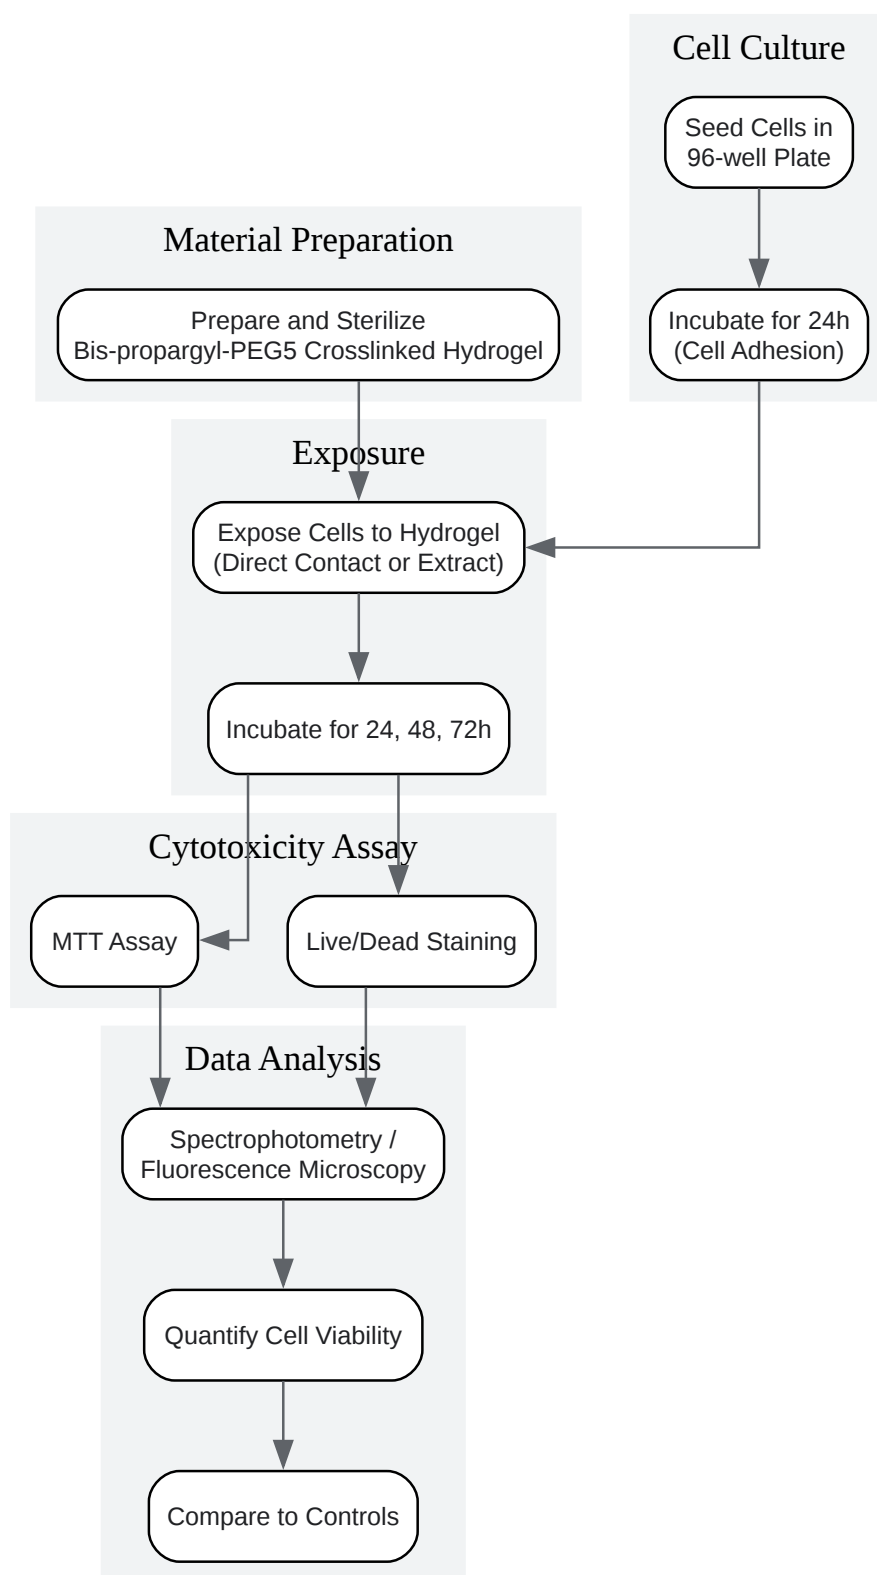 Cell Culture
Seed Cells in
96-well Plate
Material Preparation
Prepare and Sterilize
Bis-propargyl-PEG5 Crosslinked Hydrogel
Incubate for 24h
(Cell Adhesion)
Exposure
Expose Cells to Hydrogel
(Direct Contact or Extract)
Incubate for 24, 48, 72h
Cytotoxicity Assay
MTT Assay
Live/Dead Staining
Data Analysis
Spectrophotometry /
Fluorescence Microscopy
Quantify Cell Viability
Compare to Controls